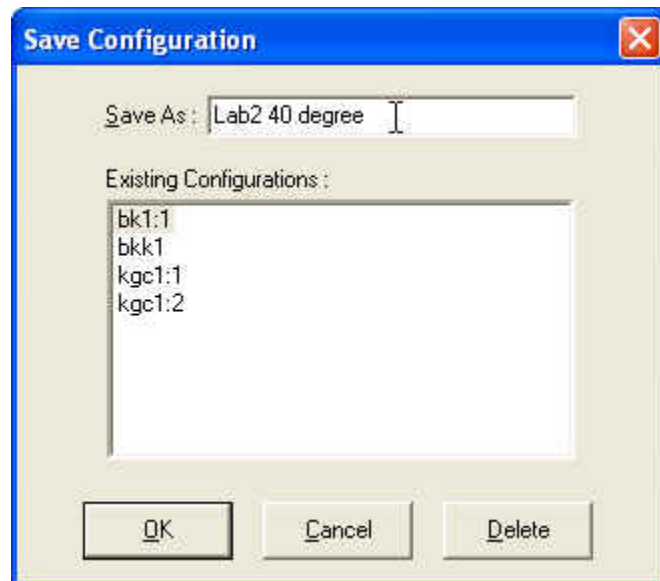 Save Configuration
Save As : Lab2 40 degree
Existing Configurations :
bk1:1
bkk1
kgc1:1
kgc1:2
OK Cancel Delete